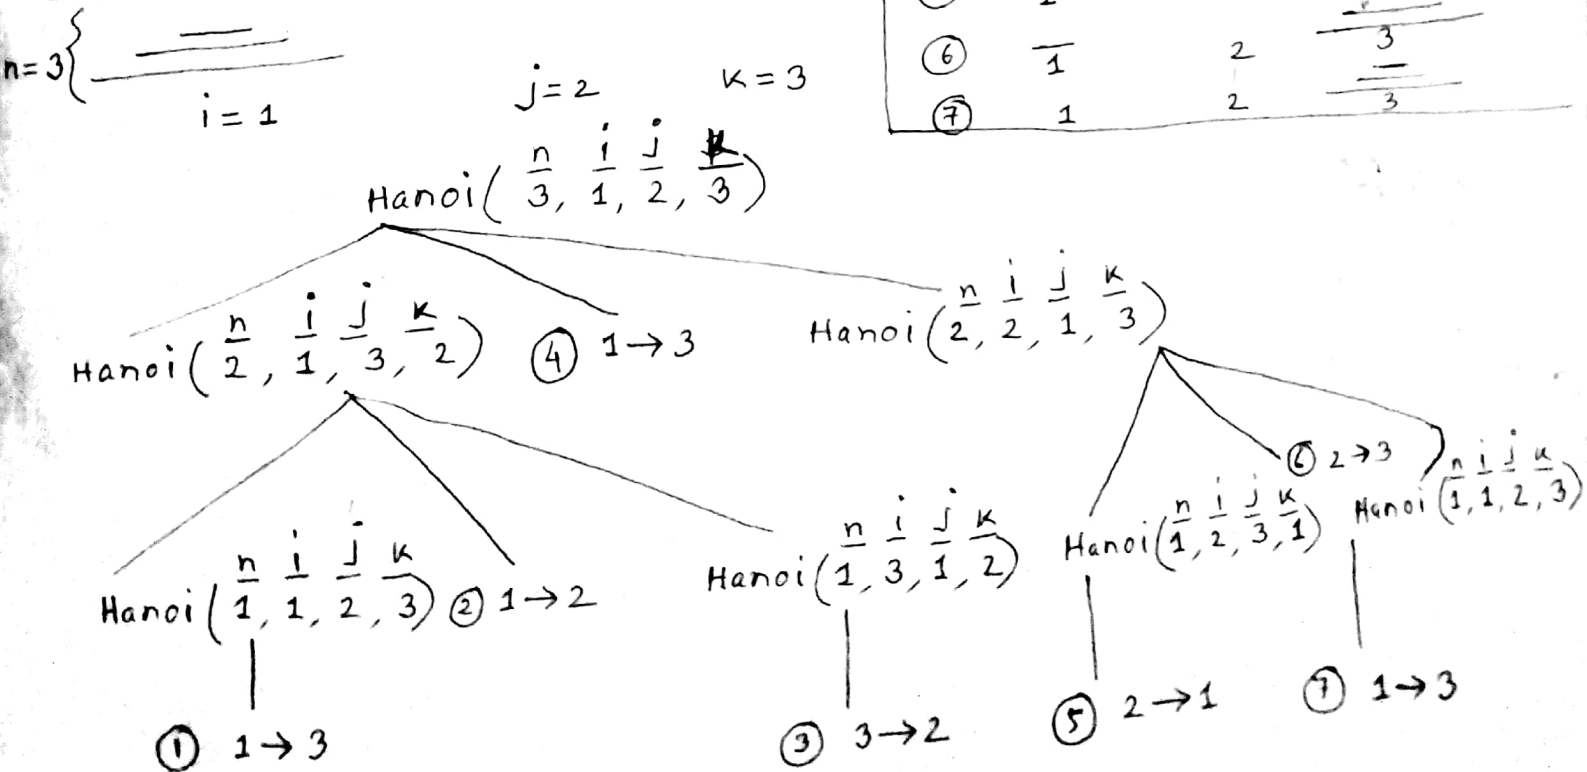 n=3
i = 1
j = 2
k = 3
⑥ 1 2 3
⑦ 1 2 3
n i j k
Hanoi(3, 1, 2, 3)
n i j k
Hanoi(2, 1, 3, 2)
④ 1→3
n i j k
Hanoi(2, 2, 1, 3)
n i j k
Hanoi(1, 1, 2, 3)
② 1→2
n i j k
Hanoi(1, 3, 1, 2)
n i j k
Hanoi(1, 2, 3, 1)
⑥ 2→3
n i j k
Hanoi(1, 1, 2, 3)
① 1→3
③ 3→2
⑤ 2→1
⑦ 1→3